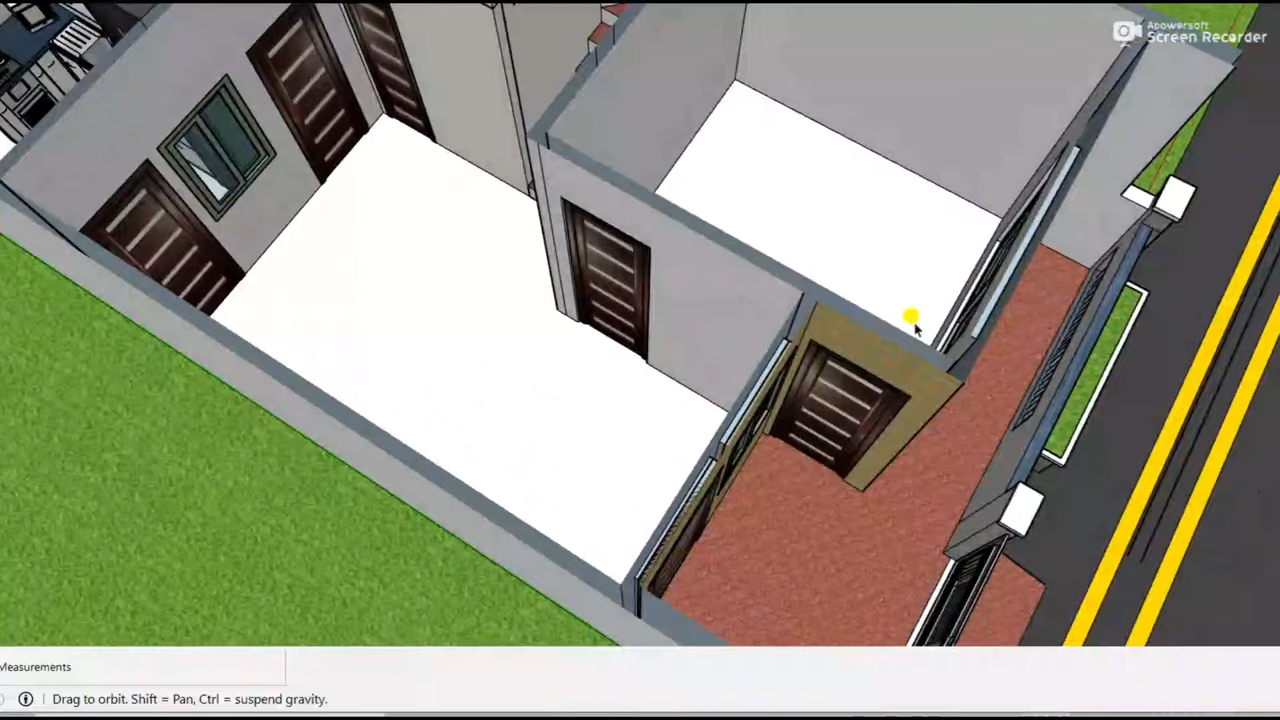 Apowersoft
Screen Recorder
Measurements
Drag to orbit. Shift = Pan, Ctrl = suspend gravity.